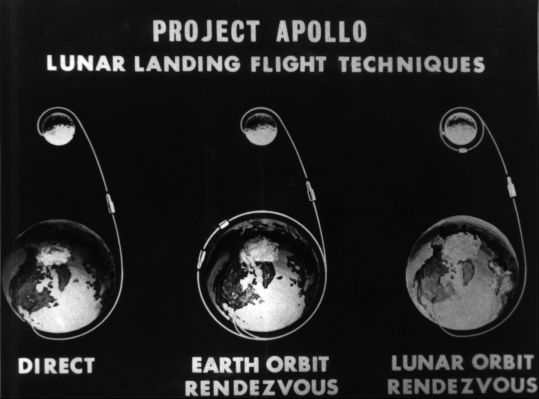 PROJECT APOLLO
LUNAR LANDING FLIGHT TECHNIQUES
DIRECT
EARTH ORBIT
RENDEZVOUS
LUNAR ORBIT
RENDEZVOUS